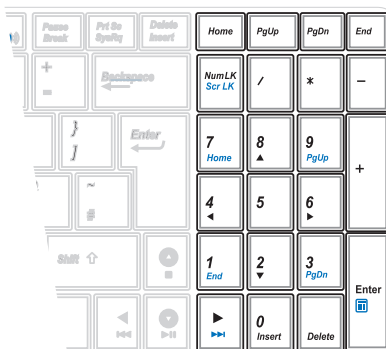 Pause Prt Sc Delete Home PgUp PgDn End
Break SysRq Insert
+ Backspace NumLK / * −
= Scr LK
} Enter 7 8 9 +
] Home PgUp
~ 4 5 6
#
Shift 1 2 3 Enter
End PgDn
0
Insert Delete